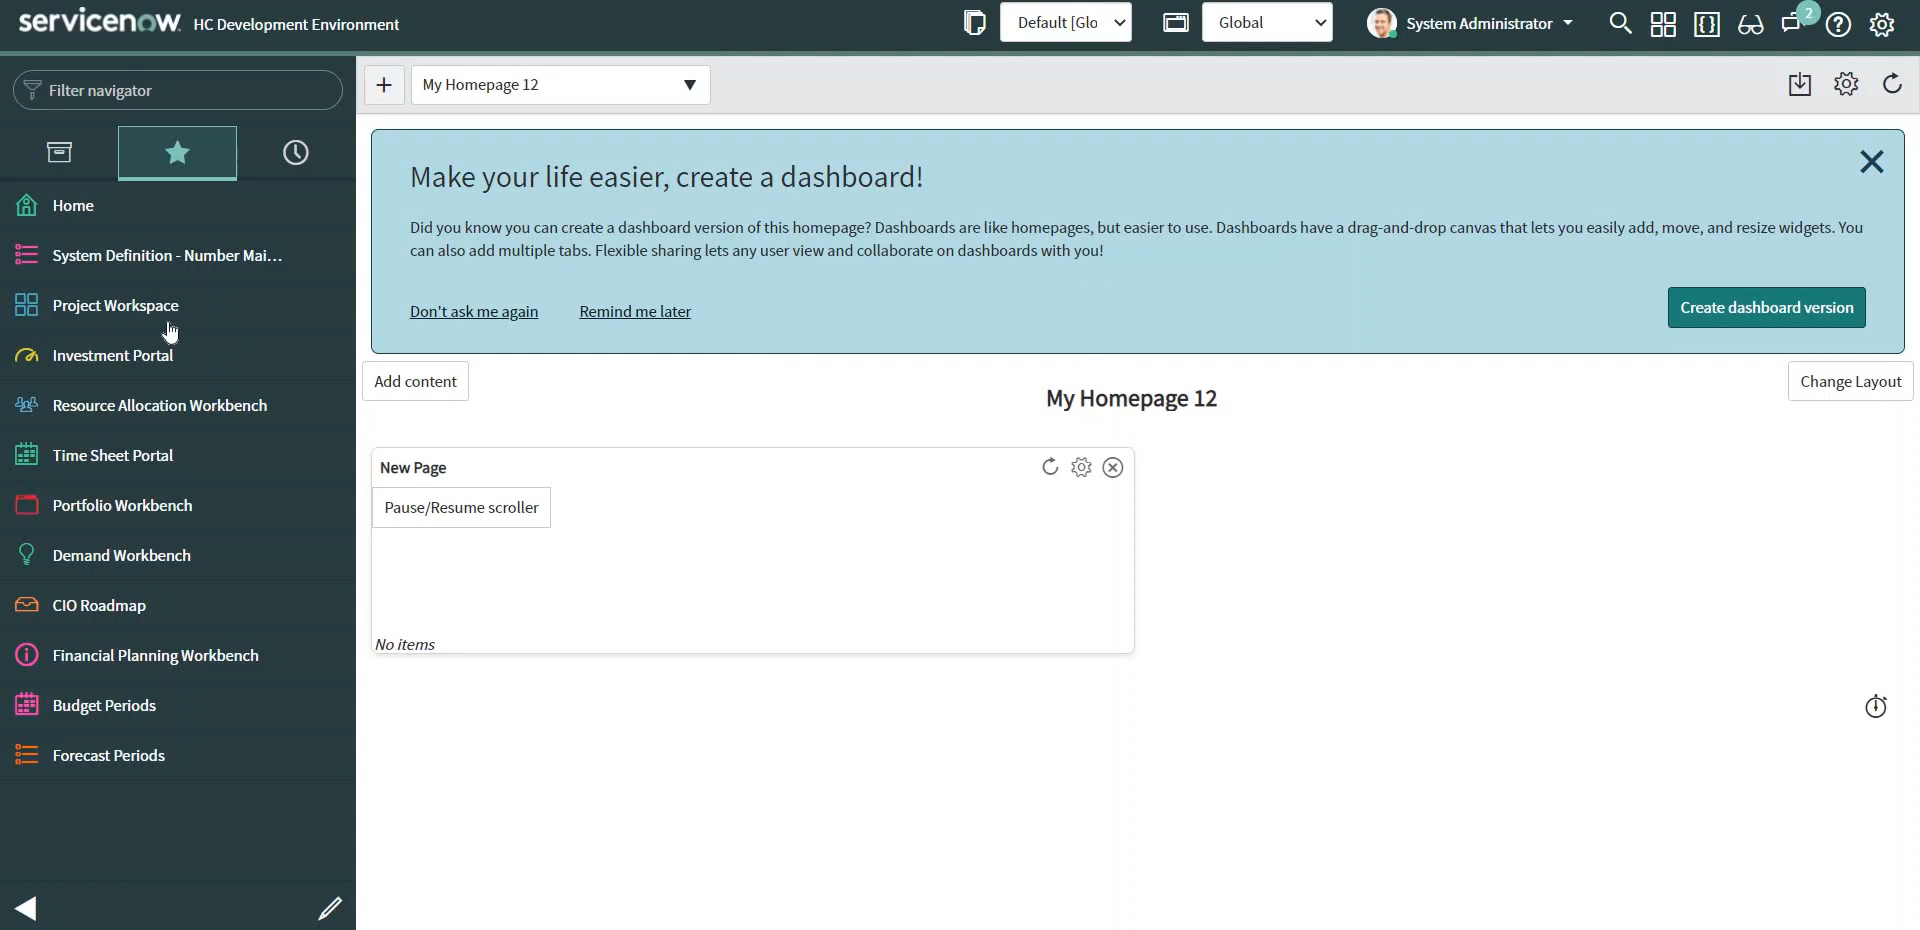 servicenow HC Development Environment
Default [Glo
Global
System Administrator
2
Filter navigator
My Homepage 12
Home
System Definition - Number Mai...
Project Workspace
Investment Portal
Resource Allocation Workbench
Time Sheet Portal
Portfolio Workbench
Demand Workbench
CIO Roadmap
Financial Planning Workbench
Budget Periods
Forecast Periods
Make your life easier, create a dashboard!
Did you know you can create a dashboard version of this homepage? Dashboards are like homepages, but easier to use. Dashboards have a drag-and-drop canvas that lets you easily add, move, and resize widgets. You
can also add multiple tabs. Flexible sharing lets any user view and collaborate on dashboards with you!
Don't ask me again
Remind me later
Create dashboard version
Add content
My Homepage 12
Change Layout
New Page
Pause/Resume scroller
No items